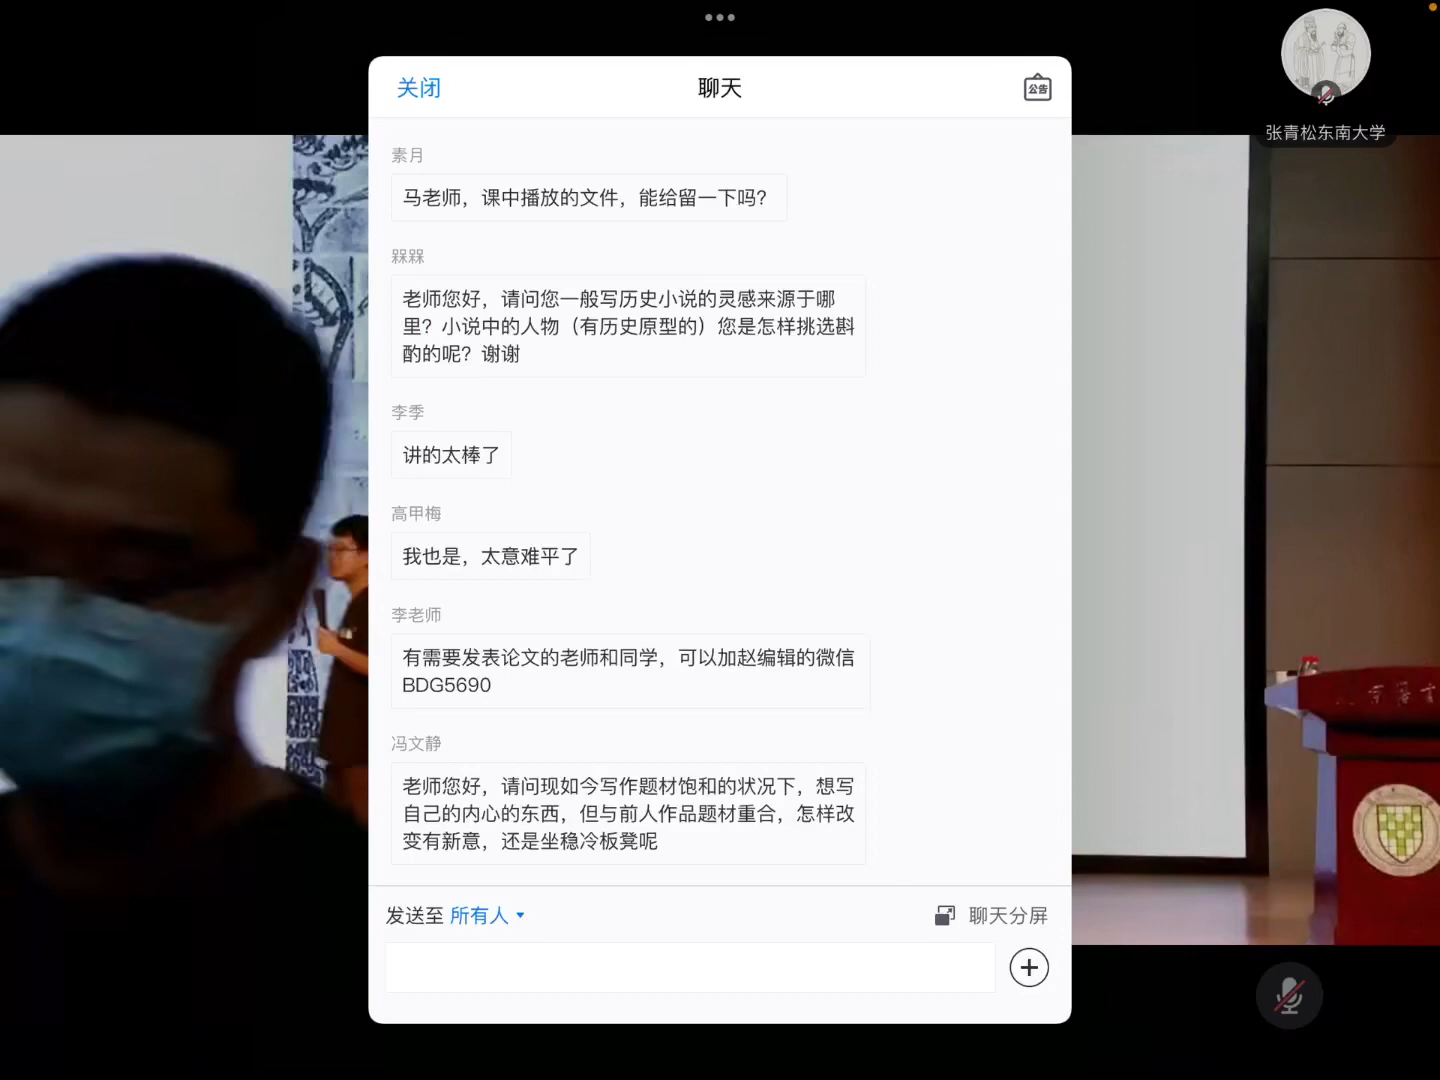 关闭
聊天
公告
张青松东南大学
素月
马老师，课中播放的文件，能给留一下吗？
槑槑
老师您好，请问您一般写历史小说的灵感来源于哪
里？小说中的人物（有历史原型的）您是怎样挑选斟
酌的呢？谢谢
李季
讲的太棒了
高甲梅
我也是，太意难平了
李老师
有需要发表论文的老师和同学，可以加赵编辑的微信
BDG5690
冯文静
老师您好，请问现如今写作题材饱和的状况下，想写
自己的内心的东西，但与前人作品题材重合，怎样改
变有新意，还是坐稳冷板凳呢
发送至 所有人
聊天分屏